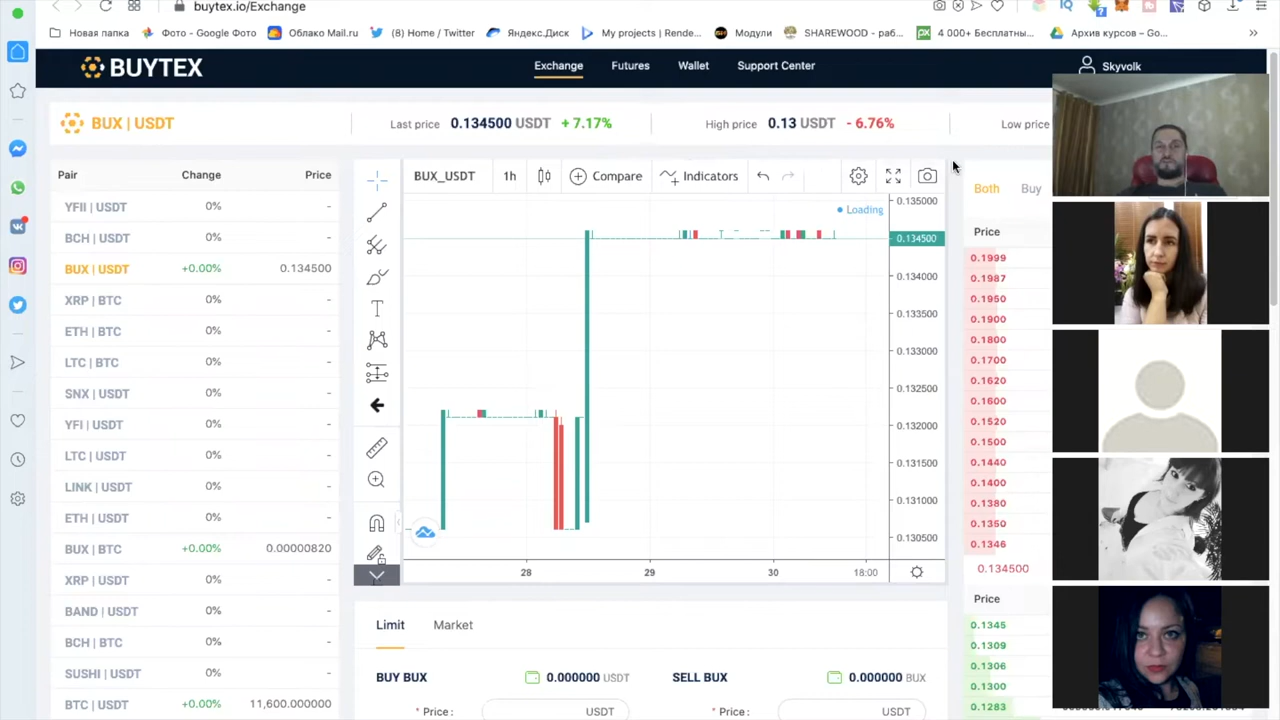 buytex.io/Exchange
Новая папка
Фото - Google Фото
Облако Mail.ru
(8) Home / Twitter
Яндекс.Диск
My projects | Rende...
Модули
SHAREWOOD - раб...
4 000+ Бесплатны...
Архив курсов – Go...
BUYTEX
Exchange
Futures
Wallet
Support Center
Skyvolk
BUX | USDT
Last price 0.134500 USDT + 7.17%
High price 0.13 USDT - 6.76%
Low price
Pair Change Price
YFII | USDT 0% -
BCH | USDT 0% -
BUX | USDT +0.00% 0.134500
XRP | BTC 0% -
ETH | BTC 0% -
LTC | BTC 0% -
SNX | USDT 0% -
YFI | USDT 0% -
LTC | USDT 0% -
LINK | USDT 0% -
ETH | USDT 0% -
BUX | BTC +0.00% 0.00000820
XRP | USDT 0% -
BAND | USDT 0% -
BCH | BTC 0% -
SUSHI | USDT 0% -
BTC | USDT +0.00% 11,600.000000
BUX_USDT
1h
Compare
Indicators
Loading
0.135000
0.134500
0.134000
0.133500
0.133000
0.132500
0.132000
0.131500
0.131000
0.130500
28 29 30 18:00
Limit Market
BUY BUX 0.000000 USDT
SELL BUX 0.000000 BUX
* Price: USDT
* Price: USDT
Both Buy
Price
0.1999
0.1987
0.1950
0.1900
0.1800
0.1700
0.1620
0.1600
0.1520
0.1500
0.1440
0.1400
0.1380
0.1350
0.1346
0.134500
Price
0.1345
0.1309
0.1306
0.1300
0.1283